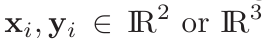 𝐱ᵢ, 𝐲ᵢ ∈ ℝ² or ℝ³